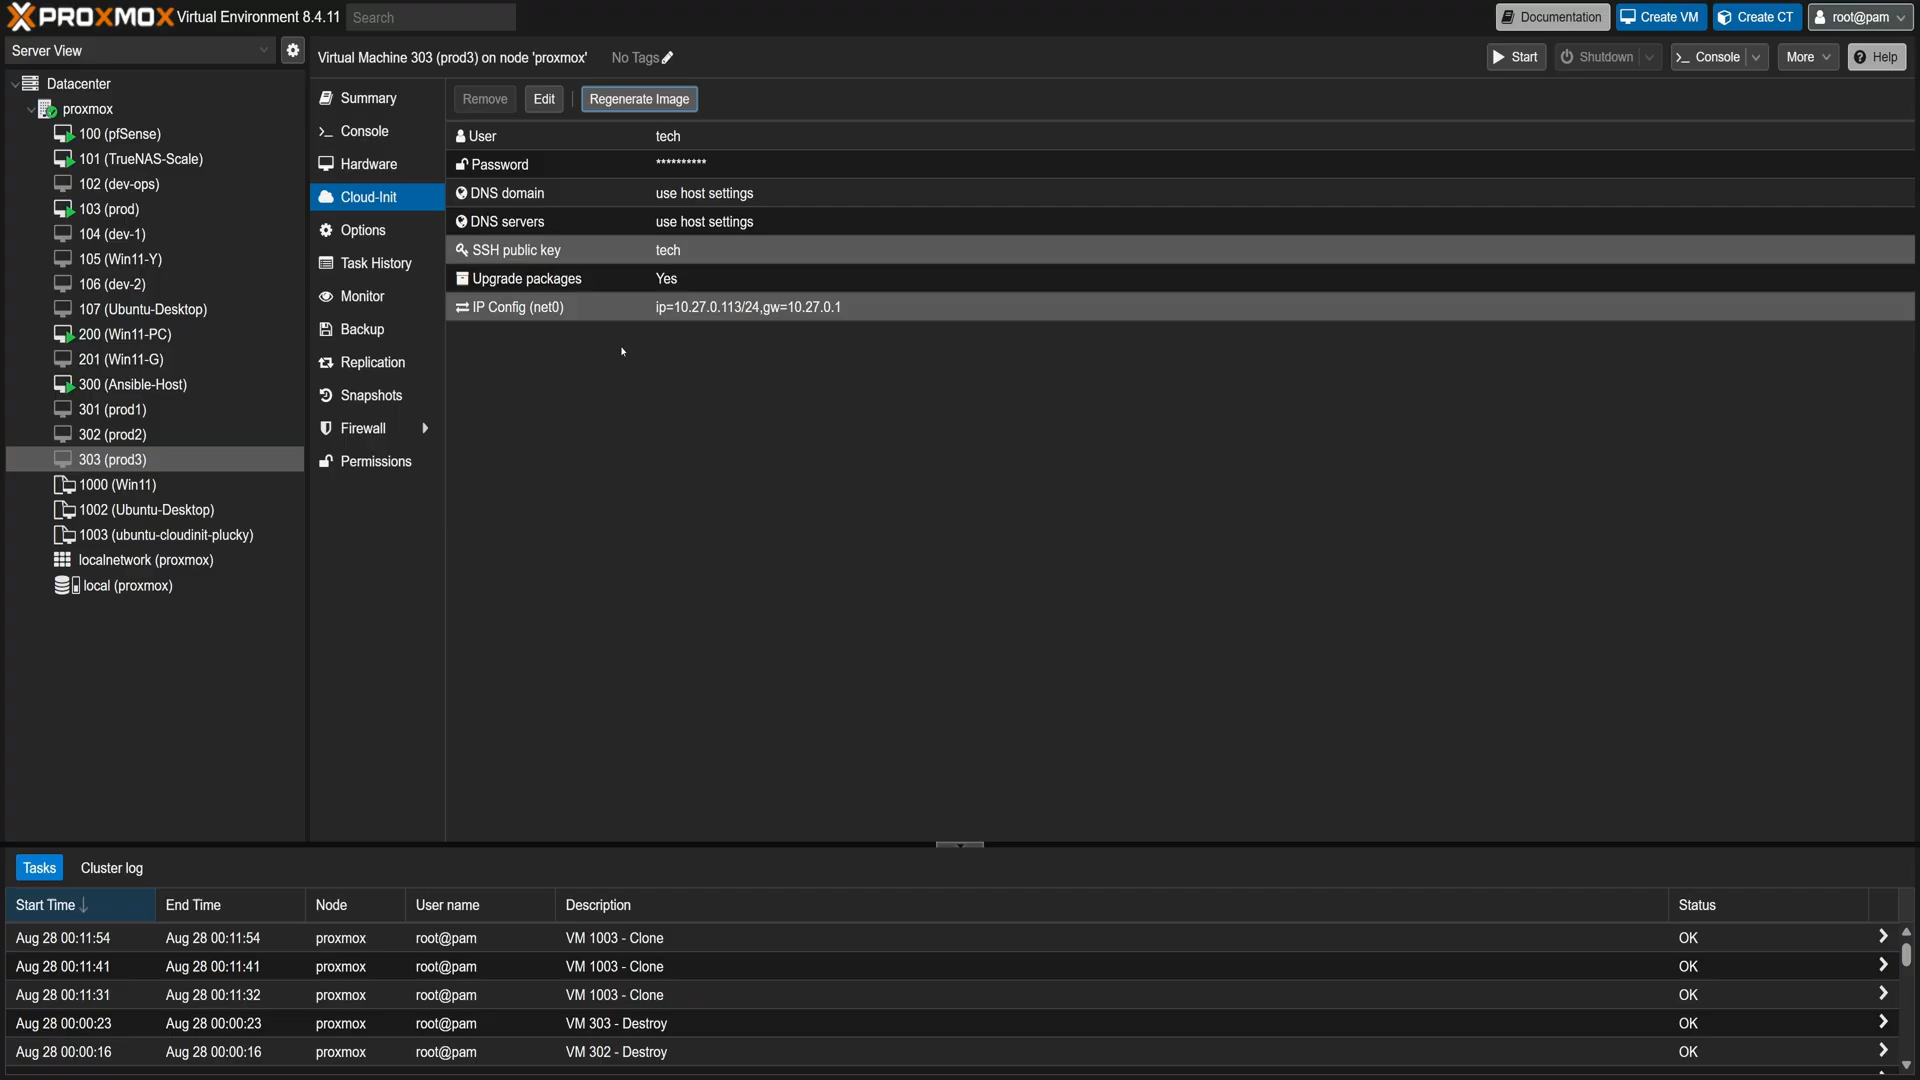 PROXMOX Virtual Environment 8.4.11 Search Documentation Create VM Create CT root@pam
Server View
Virtual Machine 303 (prod3) on node 'proxmox' No Tags Start Shutdown Console More Help
Datacenter
proxmox
100 (pfSense)
101 (TrueNAS-Scale)
102 (dev-ops)
103 (prod)
104 (dev-1)
105 (Win11-Y)
106 (dev-2)
107 (Ubuntu-Desktop)
200 (Win11-PC)
201 (Win11-G)
300 (Ansible-Host)
301 (prod1)
302 (prod2)
303 (prod3)
1000 (Win11)
1002 (Ubuntu-Desktop)
1003 (ubuntu-cloudinit-plucky)
localnetwork (proxmox)
local (proxmox)
Summary
Console
Hardware
Cloud-Init
Options
Task History
Monitor
Backup
Replication
Snapshots
Firewall
Permissions
Remove Edit Regenerate Image
User tech
Password **********
DNS domain use host settings
DNS servers use host settings
SSH public key tech
Upgrade packages Yes
IP Config (net0) ip=10.27.0.113/24,gw=10.27.0.1
Tasks Cluster log
Start Time End Time Node User name Description Status
Aug 28 00:11:54 Aug 28 00:11:54 proxmox root@pam VM 1003 - Clone OK
Aug 28 00:11:41 Aug 28 00:11:41 proxmox root@pam VM 1003 - Clone OK
Aug 28 00:11:31 Aug 28 00:11:32 proxmox root@pam VM 1003 - Clone OK
Aug 28 00:00:23 Aug 28 00:00:23 proxmox root@pam VM 303 - Destroy OK
Aug 28 00:00:16 Aug 28 00:00:16 proxmox root@pam VM 302 - Destroy OK